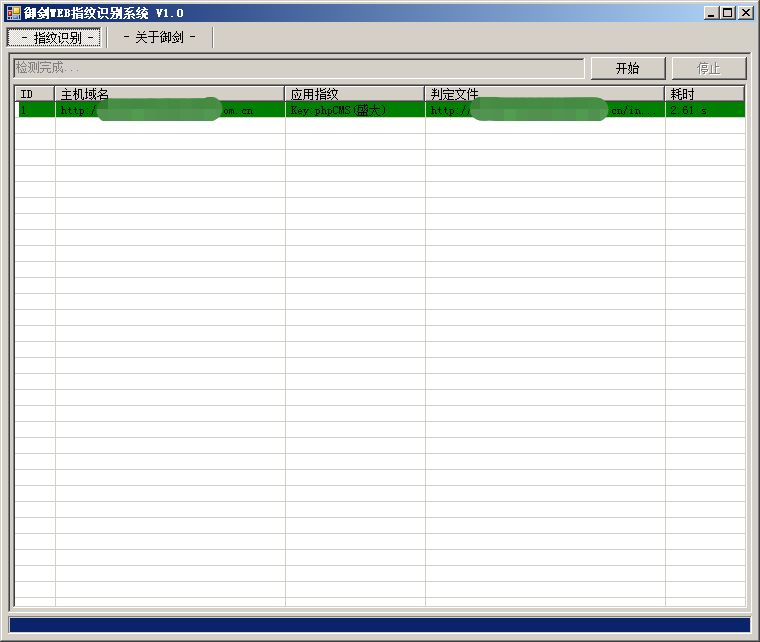 御剑WEB指纹识别系统 V1.0
- 指纹识别 - - 关于御剑 -
检测完成...
开始 停止
ID 主机域名 应用指纹 判定文件 耗时
1 http:/ om.cn Key:phpCMS(盛大) http:// cn/in... 2.61 s